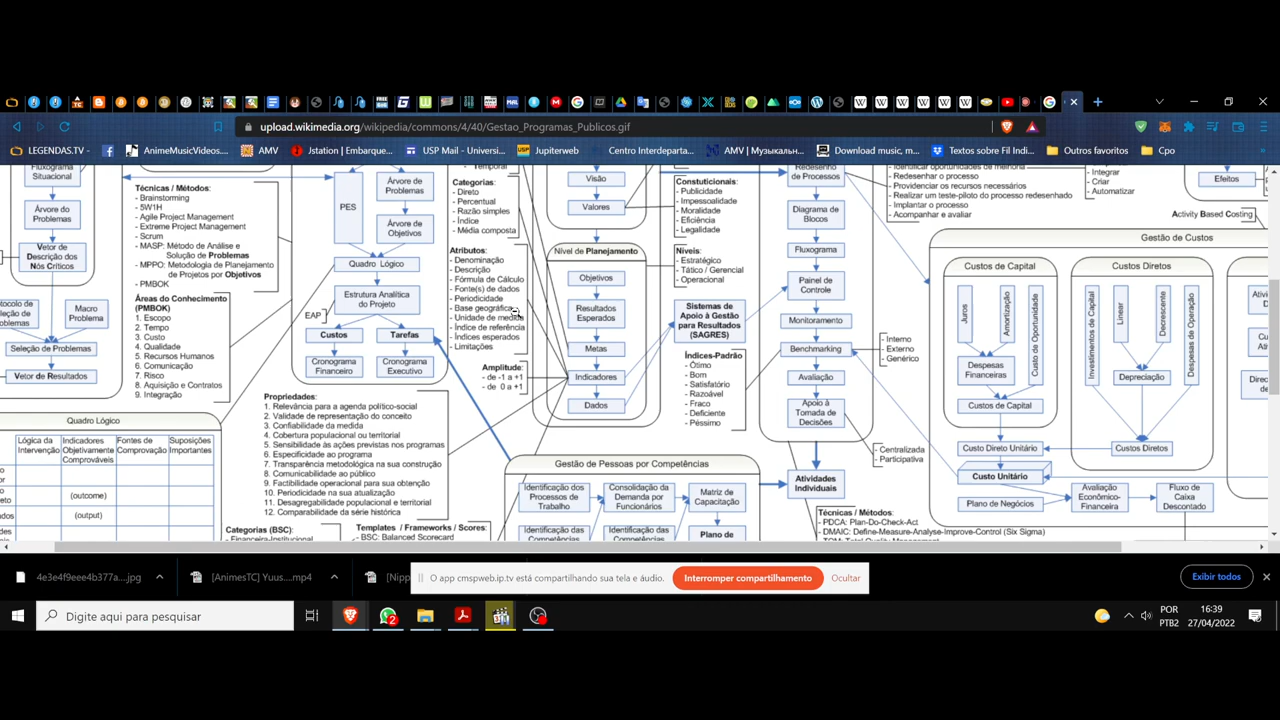 upload.wikimedia.org/wikipedia/commons/4/40/Gestao_Programas_Publicos.gif
LEGENDAS.TV -
AnimeMusicVideos....
AMV
Jstation | Embarque...
USP Mail - Universi...
Jupiterweb
Centro Interdeparta...
AMV | Музыкальн...
Download music, m...
Textos sobre Fil Indi...
Outros favoritos
Cpo
Fluxograma
Situacional
Árvore do
Problemas
Vetor de
Descrição dos
Nós Críticos
Macro
Problema
Seleção de Problemas
Vetor de Resultados
Técnicas / Métodos:
- Brainstorming
- 5W1H
- Agile Project Management
- Extreme Project Management
- Scrum
- MASP: Método de Análise e
Solução de Problemas
- MPPO: Metodologia de Planejamento
de Projetos por Objetivos
- PMBOK
Áreas do Conhecimento
(PMBOK)
1. Escopo
2. Tempo
3. Custo
4. Qualidade
5. Recursos Humanos
6. Comunicação
7. Risco
8. Aquisição e Contratos
9. Integração
PES
Árvore de
Problemas
Árvore de
Objetivos
Quadro Lógico
Estrutura Analítica
do Projeto
EAP
Custos
Tarefas
Cronograma
Financeiro
Cronograma
Executivo
Temporal
Categorias:
- Direto
- Percentual
- Razão simples
- Índice
- Média composta
Atributos:
- Denominação
- Descrição
- Fórmula de Cálculo
- Fonte(s) de dados
- Periodicidade
- Base geográfica
- Unidade de medida
- Índice de referência
- Índices esperados
- Limitações
Amplitude:
- de -1 a +1
- de 0 a +1
Propriedades:
1. Relevância para a agenda político-social
2. Validade de representação do conceito
3. Confiabilidade da medida
4. Cobertura populacional ou territorial
5. Sensibilidade às ações previstas nos programas
6. Especificidade ao programa
7. Transparência metodológica na sua construção
8. Comunicabilidade ao público
9. Factibilidade operacional para sua obtenção
10. Periodicidade na sua atualização
11. Desagregabilidade populacional e territorial
12. Comparabilidade da série histórica
Quadro Lógico
Lógica da
Intervenção
Indicadores
Objetivamente
Comprováveis
Fontes de
Comprovação
Suposições
Importantes
(outcome)
(output)
Categorias (BSC):
- Financeira-Institucional
Templates / Frameworks / Scores:
- BSC: Balanced Scorecard
Visão
Valores
Nível de Planejamento
Objetivos
Resultados
Esperados
Metas
Indicadores
Dados
Constuticionais:
- Publicidade
- Impessoalidade
- Moralidade
- Eficiência
- Legalidade
Níveis:
- Estratégico
- Tático / Gerencial
- Operacional
Sistemas de
Apoio à Gestão
para Resultados
(SAGRES)
Índices-Padrão
- Ótimo
- Bom
- Satisfatório
- Razoável
- Fraco
- Deficiente
- Péssimo
Gestão de Pessoas por Competências
Identificação dos
Processos de
Trabalho
Consolidação da
Demanda por
Funcionários
Matriz de
Capacitação
Identificação das
Competências
Identificação das
Competências
Plano de
Redesenho
de Processos
Diagrama de
Blocos
Fluxograma
Painel de
Controle
Monitoramento
Benchmarking
Avaliação
Apoio à
Tomada de
Decisões
Atividades
Individuais
- Identificar oportunidades de melhoria
- Redesenhar o processo
- Providenciar os recursos necessários
- Realizar um teste-piloto do processo redesenhado
- Implantar o processo
- Acompanhar e avaliar
- Interno
- Externo
- Genérico
- Centralizada
- Participativa
Técnicas / Métodos:
- PDCA: Plan-Do-Check-Act
- DMAIC: Define-Measure-Analyse-Improve-Control (Six Sigma)
- Integrar
- Criar
- Automatizar
Efeitos
Activity Based Costing
Gestão de Custos
Custos de Capital
Juros
Amortização
Custo de Oportunidade
Despesas
Financeiras
Custos de Capital
Custos Diretos
Investimentos de Capital
Linear
Decrescente
Despesas de Operação
Depreciação
Custo Direto Unitário
Custos Diretos
Custo Unitário
Plano de Negócios
Avaliação
Econômico-
Financeira
Fluxo de
Caixa
Descontado
4e3e4f9eee4b377a....jpg
[AnimesTC] Yuus....mp4
[Nipp
O app cmspweb.ip.tv está compartilhando sua tela e áudio.
Interromper compartilhamento
Ocultar
Exibir todos
Digite aqui para pesquisar
2
POR
PTB2
16:39
27/04/2022